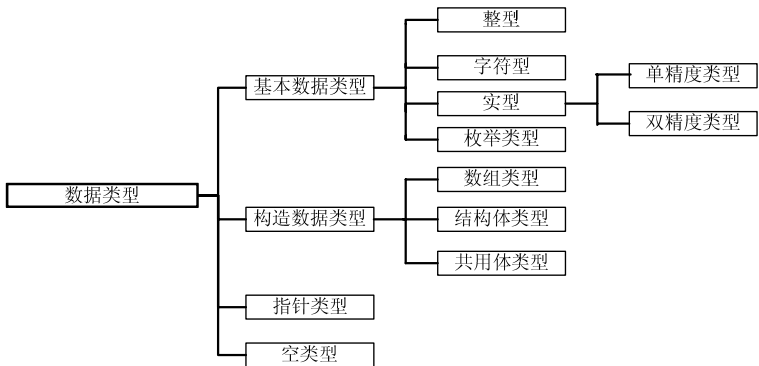 整型
字符型
单精度类型
基本数据类型
实型
双精度类型
枚举类型
数组类型
数据类型
构造数据类型
结构体类型
共用体类型
指针类型
空类型